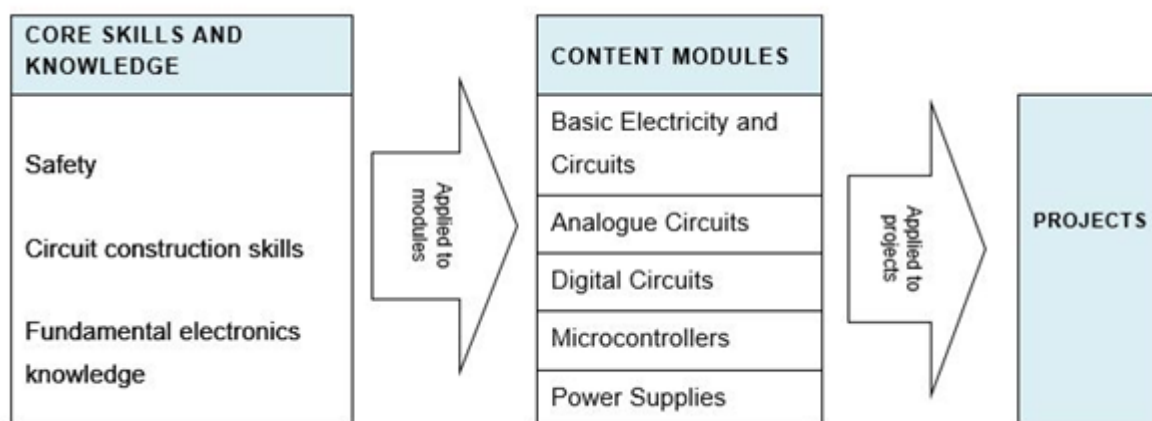 CORE SKILLS AND
KNOWLEDGE
Safety
Circuit construction skills
Fundamental electronics
knowledge
Applied to
modules
CONTENT MODULES
Basic Electricity and
Circuits
Analogue Circuits
Digital Circuits
Microcontrollers
Power Supplies
Applied to
projects
PROJECTS